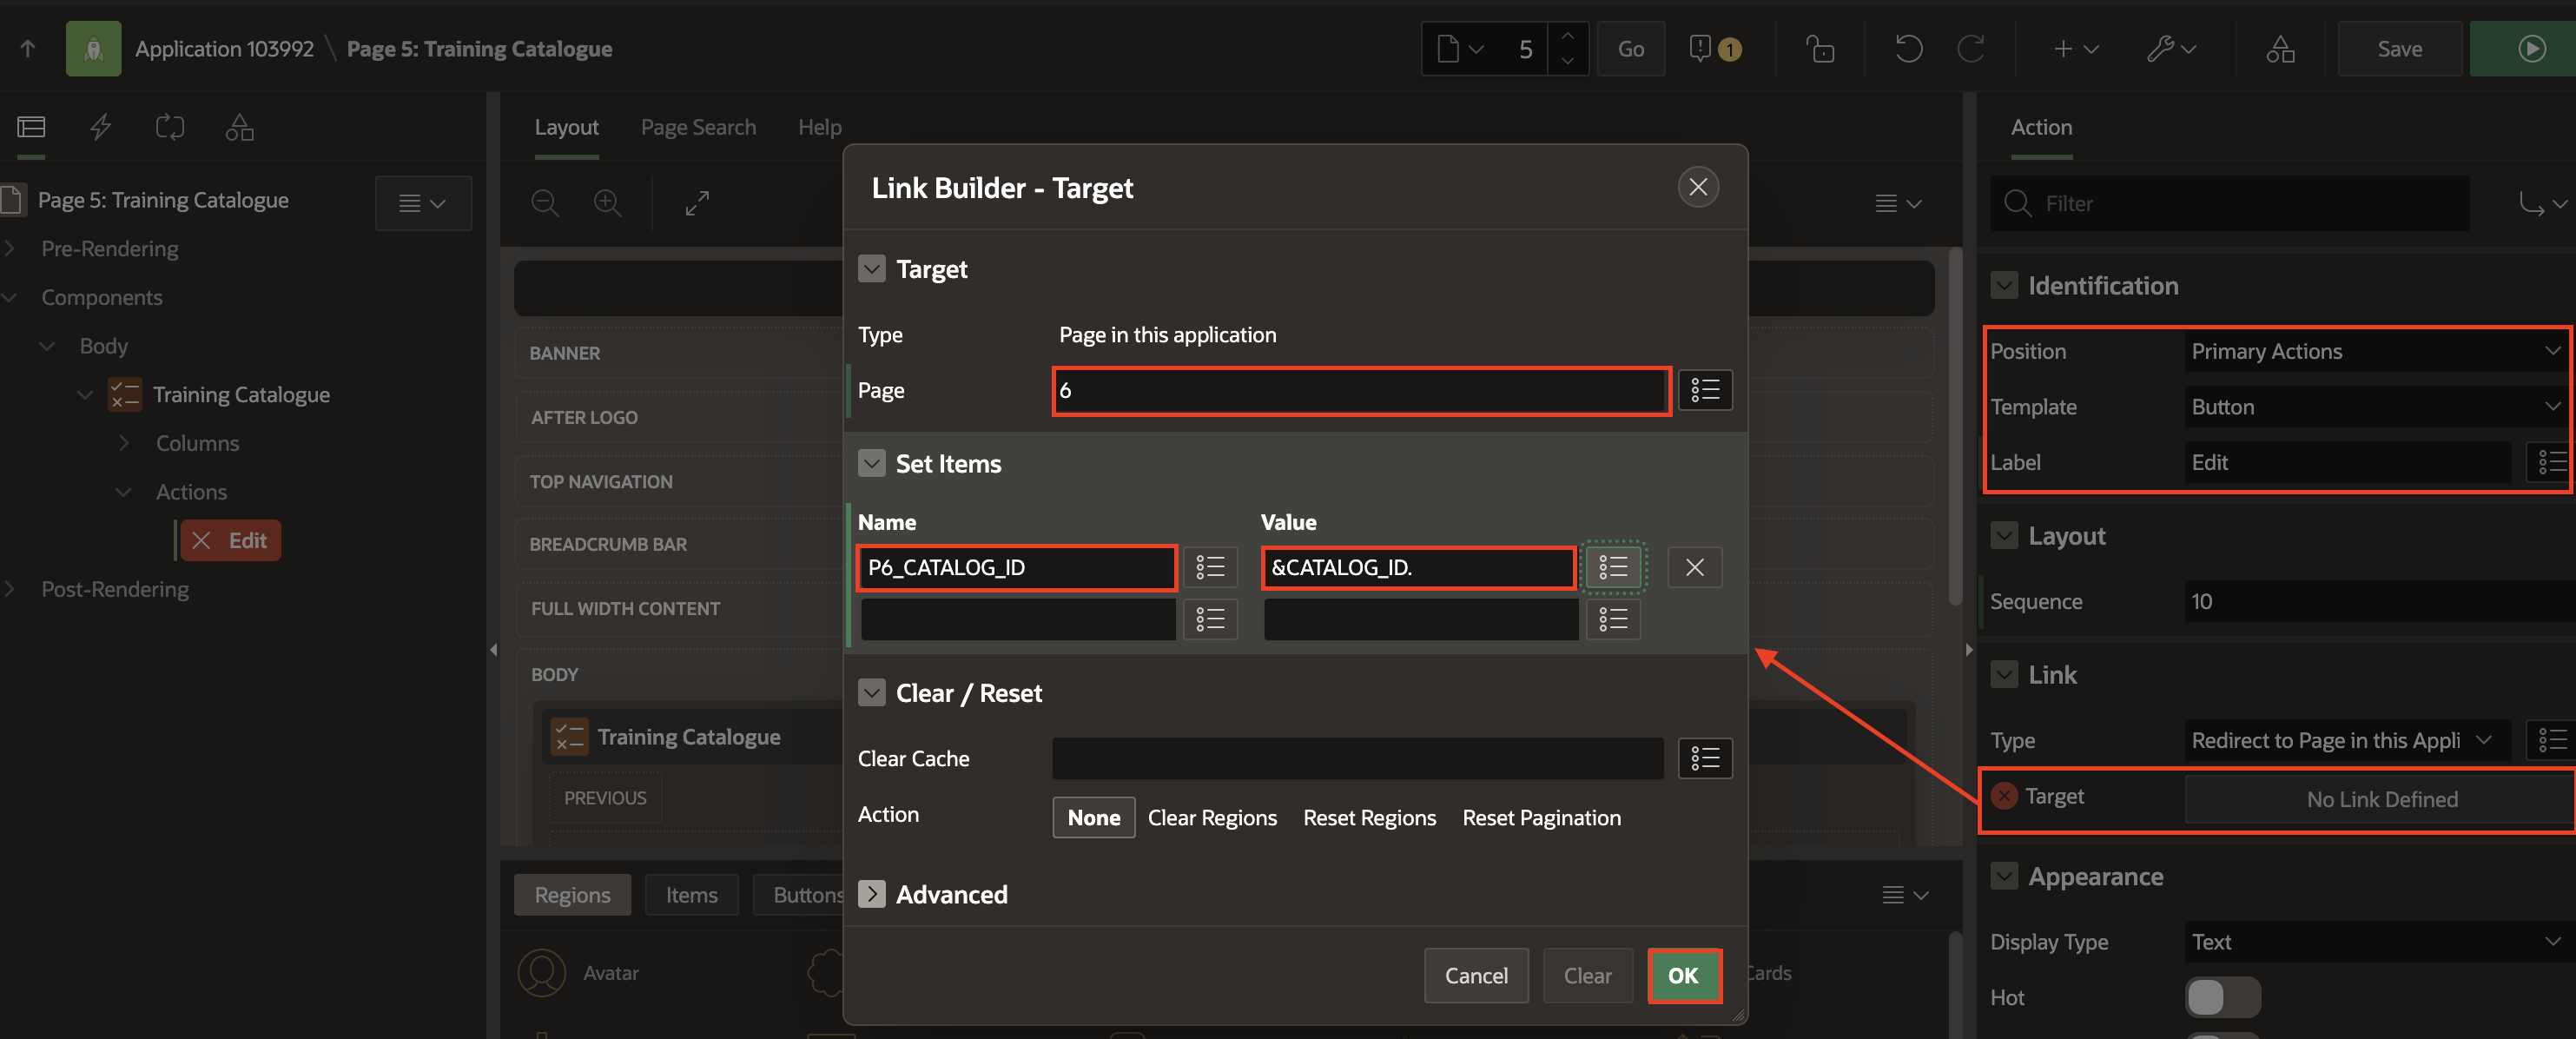 Application 103992 \ Page 5: Training Catalogue
5
Go
1
Save
Layout
Page Search
Help
Action
Page 5: Training Catalogue
Pre-Rendering
Components
Body
Training Catalogue
Columns
Actions
Edit
Post-Rendering
BANNER
AFTER LOGO
TOP NAVIGATION
BREADCRUMB BAR
FULL WIDTH CONTENT
BODY
Training Catalogue
PREVIOUS
Regions
Items
Buttons
Avatar
Cards
Link Builder - Target
Target
Type Page in this application
Page 6
Set Items
Name Value
P6_CATALOG_ID &CATALOG_ID.
Clear / Reset
Clear Cache
Action None Clear Regions Reset Regions Reset Pagination
Advanced
Cancel
Clear
OK
Filter
Identification
Position Primary Actions
Template Button
Label Edit
Layout
Sequence 10
Link
Type Redirect to Page in this Appli
Target No Link Defined
Appearance
Display Type Text
Hot